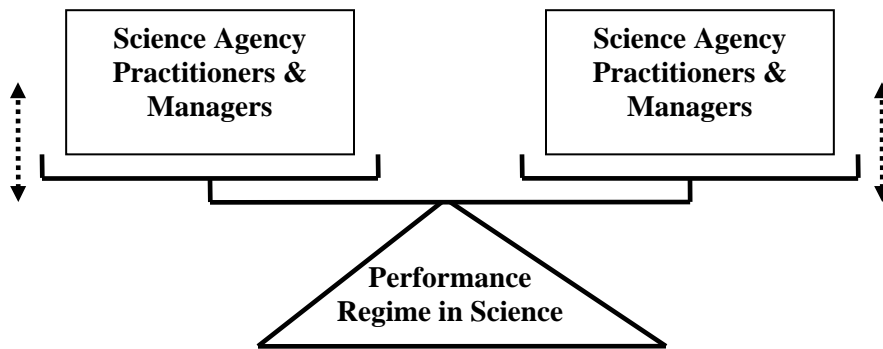 Science Agency
Practitioners &
Managers
Science Agency
Practitioners &
Managers
Performance
Regime in Science